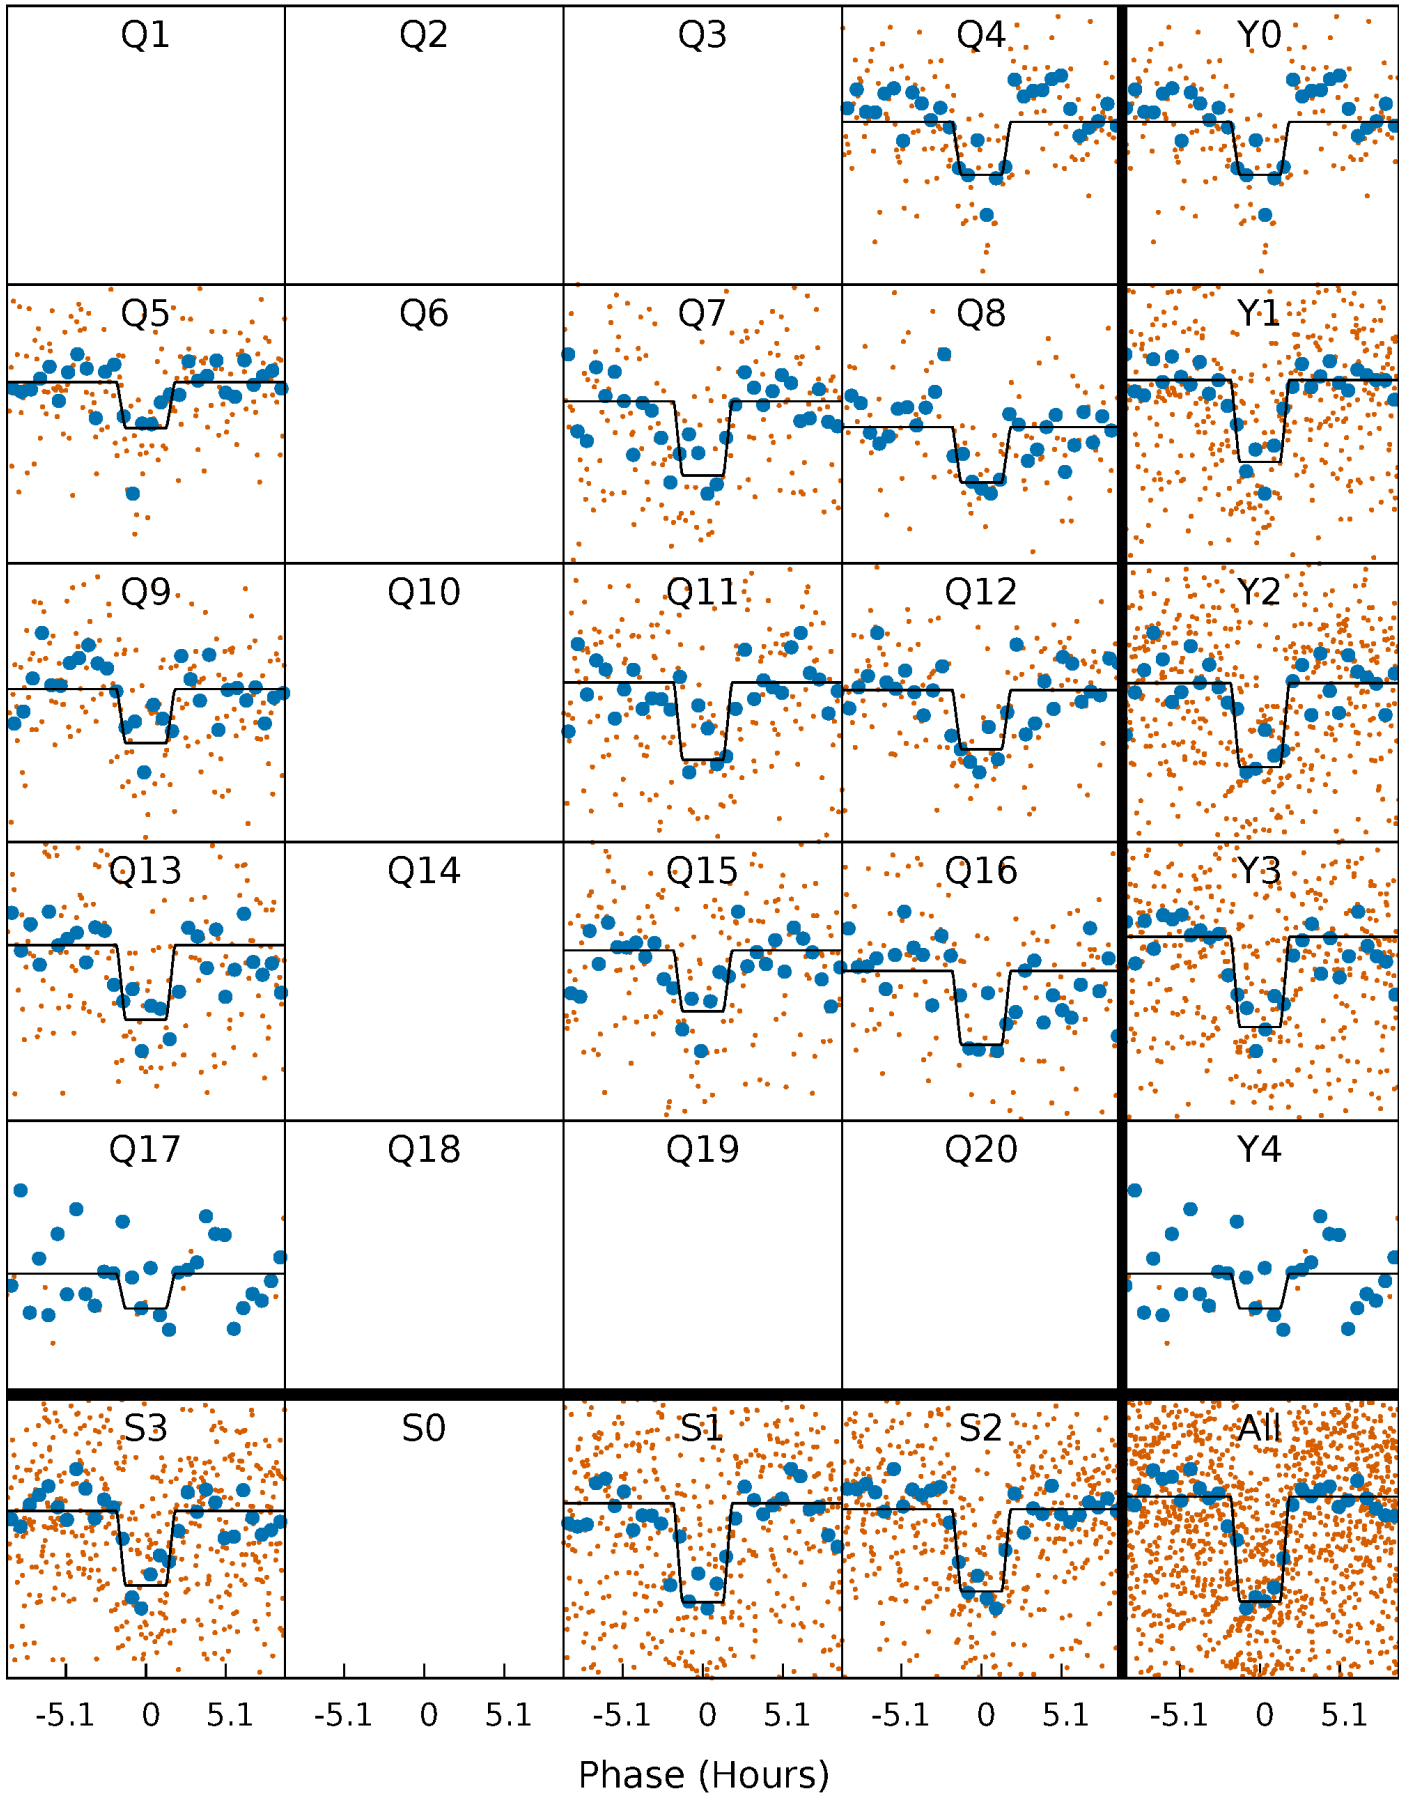 Q1 Q2 Q3 Q4 Y0
Q5 Q6 Q7 Q8 Y1
Q9 Q10 Q11 Q12 Y2
Q13 Q14 Q15 Q16 Y3
Q17 Q18 Q19 Q20 Y4
S3 S0 S1 S2 All
-5.1 0 5.1 -5.1 0 5.1 -5.1 0 5.1 -5.1 0 5.1 -5.1 0 5.1
Phase (Hours)